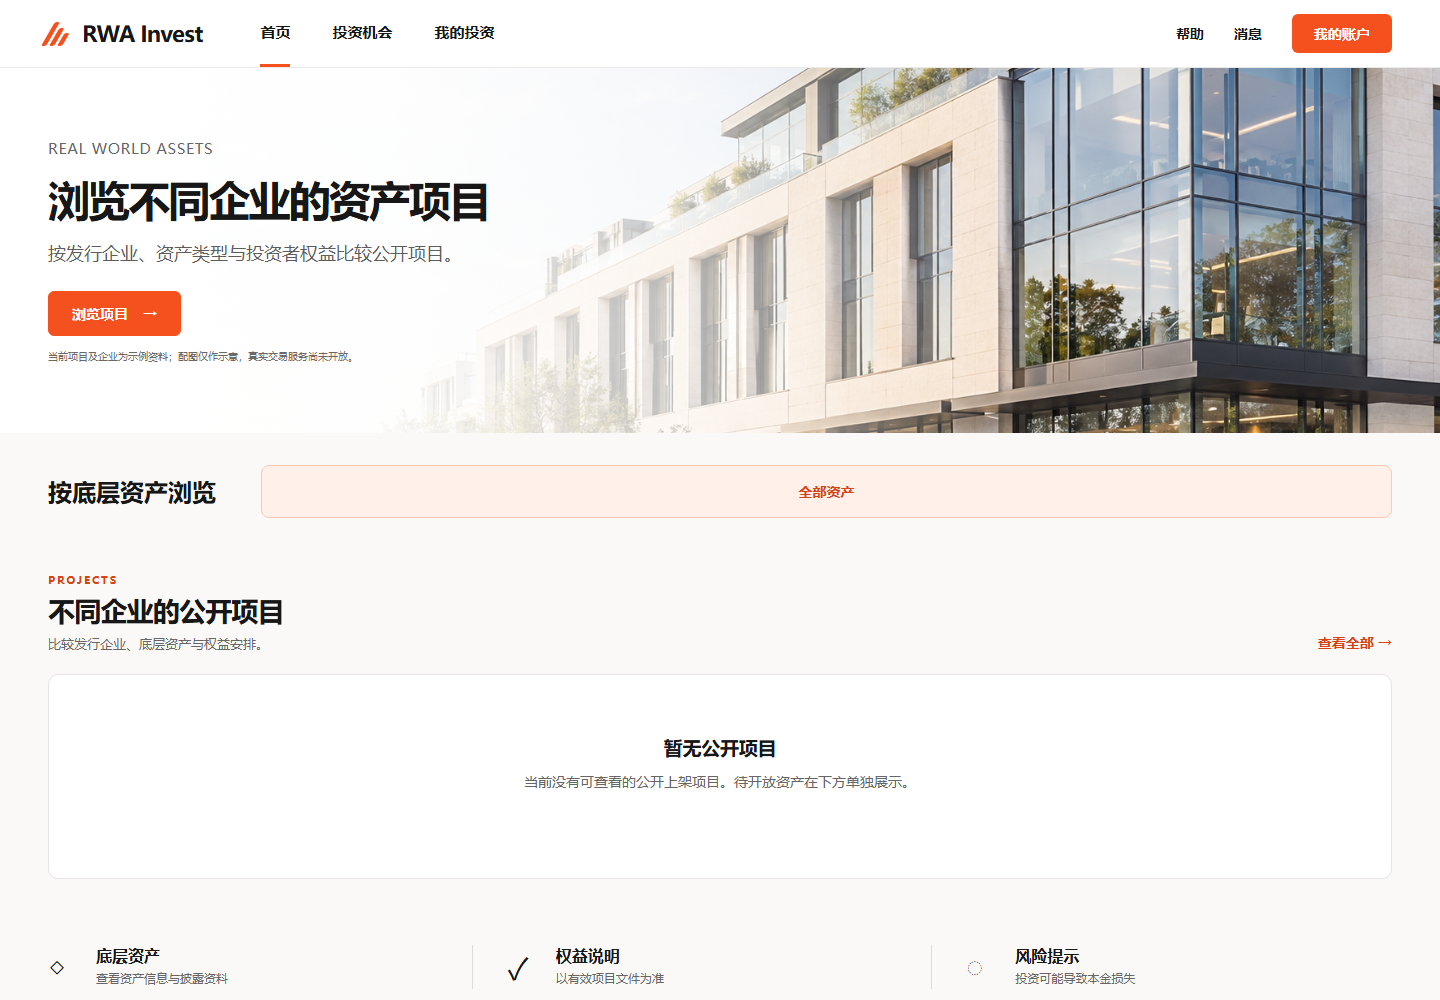 RWA Invest
首页
投资机会
我的投资
帮助
消息
我的账户
REAL WORLD ASSETS
浏览不同企业的资产项目
按发行企业、资产类型与投资者权益比较公开项目。
浏览项目 →
当前项目及企业为示例资料；配图仅作示意，真实交易服务尚未开放。
按底层资产浏览
全部资产
PROJECTS
不同企业的公开项目
比较发行企业、底层资产与权益安排。
查看全部 →
暂无公开项目
当前没有可查看的公开上架项目。待开放资产在下方单独展示。
底层资产
查看资产信息与披露资料
权益说明
以有效项目文件为准
风险提示
投资可能导致本金损失